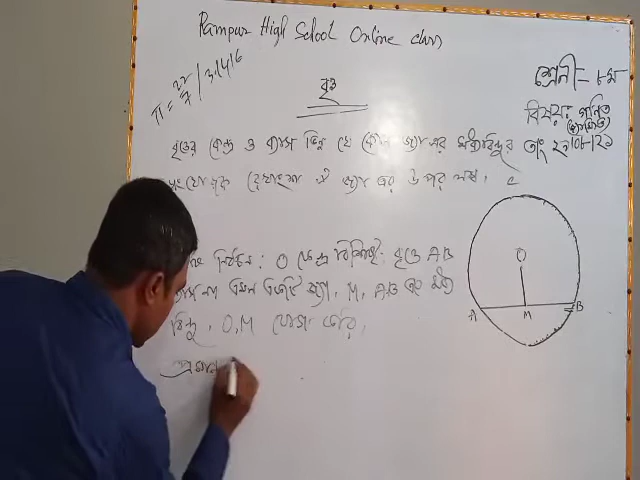 Rampur High School Online class
π = 22/7 | 3.1416
শ্রেনী - ৮ম
বৃত্ত
বিষয়ঃ গনিত
(জ্যামিতি)
বৃত্তের কেন্দ্র ও ব্যাস ভিন্ন যে কোন জ্যা এর মধ্যবিন্দুর
সংযোজক রেখাংশ ঐ জ্যা এর উপর লম্ব।
নির্বচন: O কেন্দ্র বিশিষ্ট বৃত্তে AB
ব্যাস নয় এমন একটি জ্যা, M, AB এর মধ্য
বিন্দু। O, M যোগ করি।
প্রমান
O
A M B